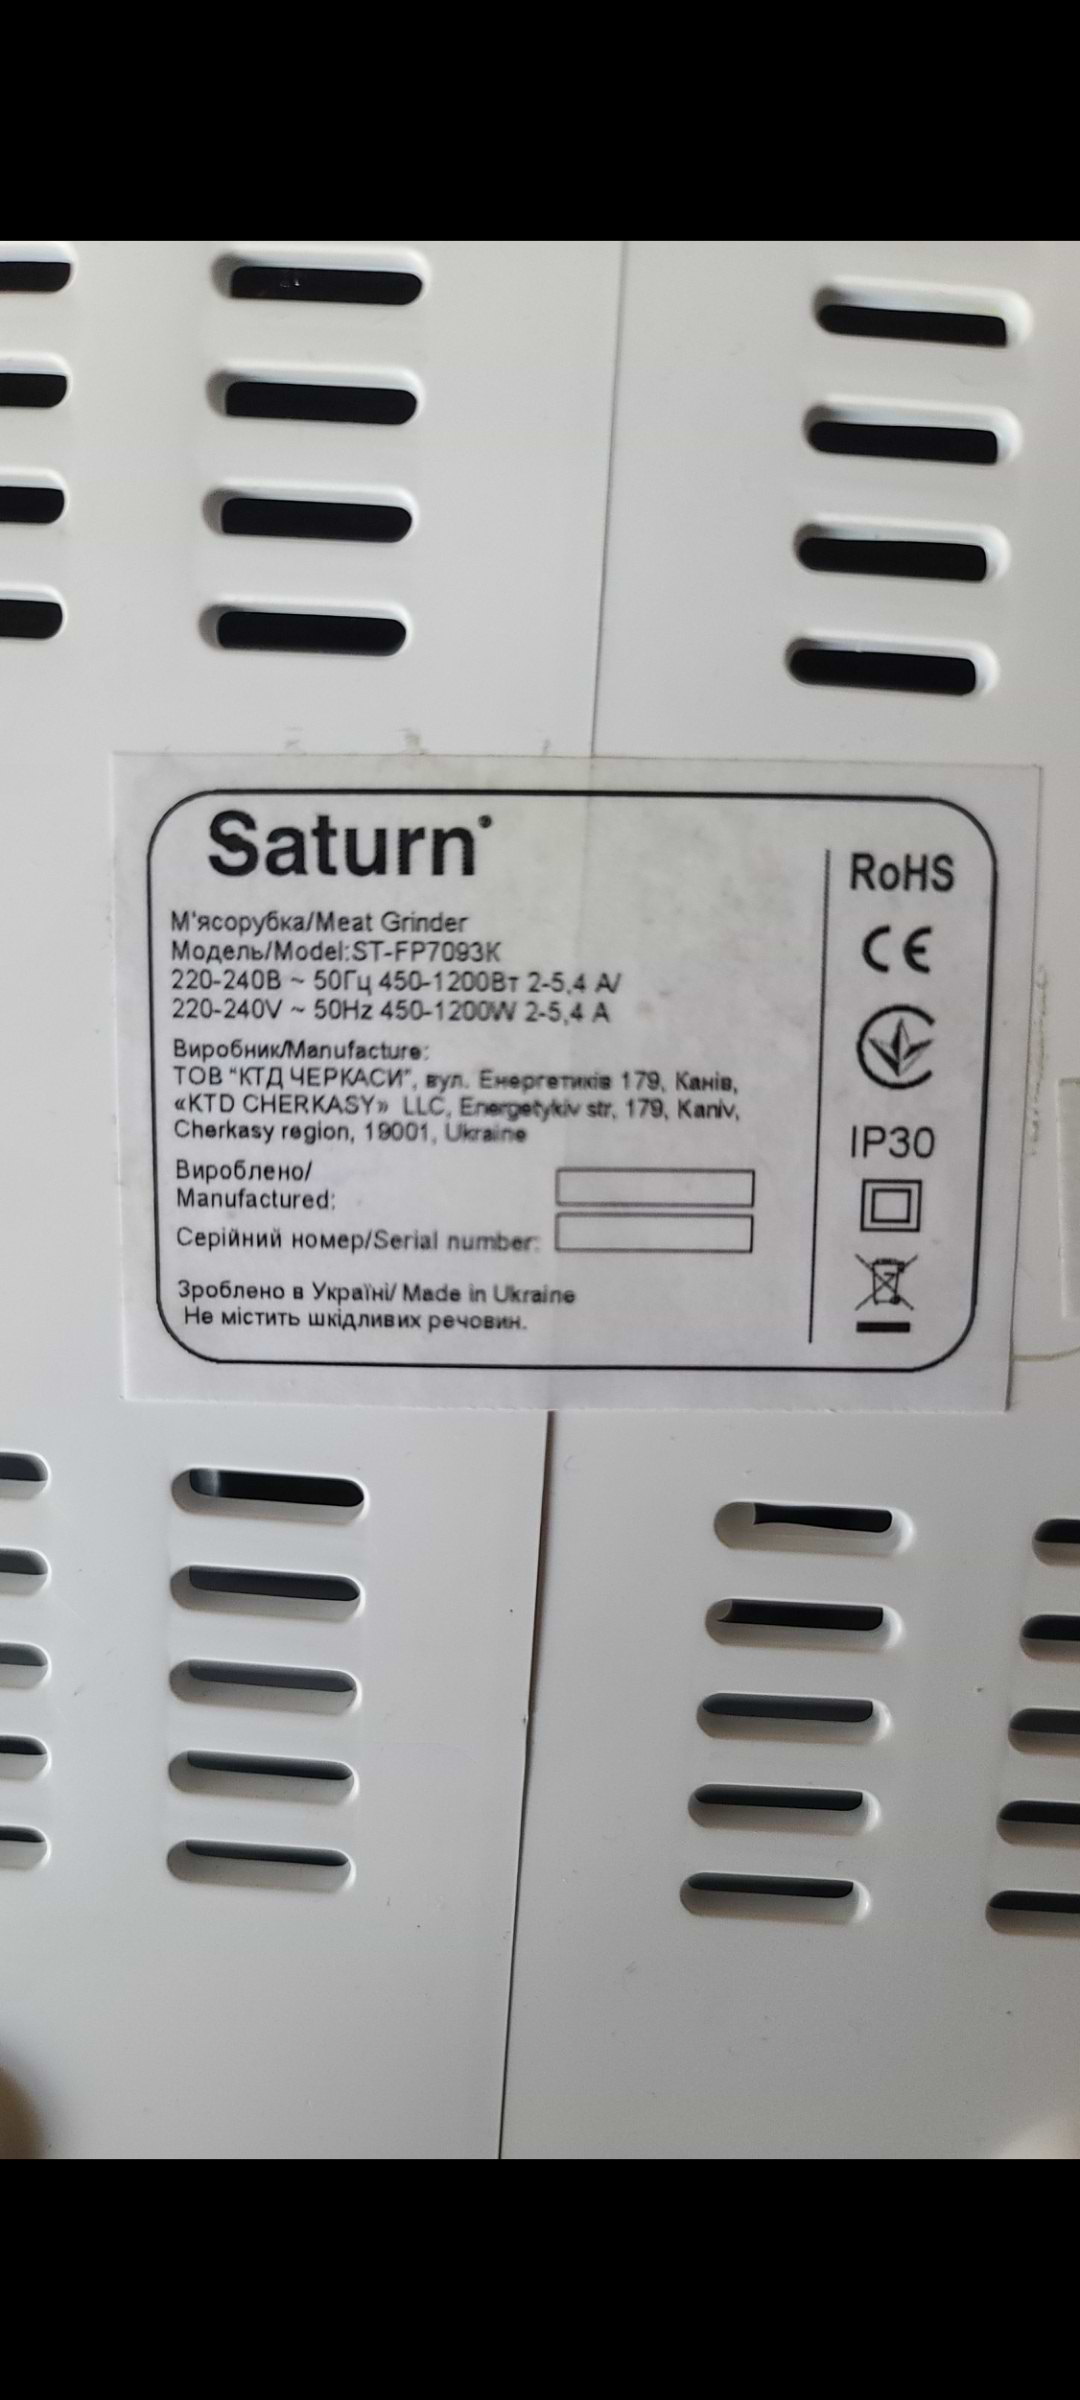 Saturn
М'ясорубка/Meat Grinder
Модель/Model:ST-FP7093K
220-240В ~ 50Гц 450-1200Вт 2-5,4 А/
220-240V ~ 50Hz 450-1200W 2-5,4 A
Виробник/Manufacture:
ТОВ "КТД ЧЕРКАСИ", вул. Енергетиків 179, Канів,
«KTD CHERKASY» LLC, Energetykiv str, 179, Kaniv,
Cherkasy region, 19001, Ukraine
Вироблено/
Manufactured:
Серійний номер/Serial number:
Зроблено в Україні/ Made in Ukraine
Не містить шкідливих речовин.
RoHS
CE
IP30